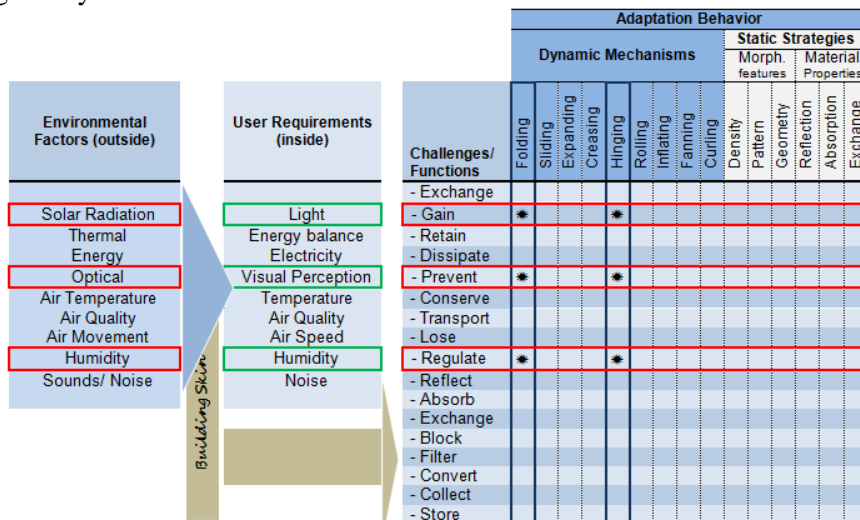 Adaptation Behavior
Dynamic Mechanisms
Static Strategies
Morph.
features
Material
Properties
Environmental
Factors (outside)
User Requirements
(inside)
Challenges/
Functions
Folding
Sliding
Expanding
Creasing
Hinging
Rolling
Inflating
Fanning
Curling
Density
Pattern
Geometry
Reflection
Absorption
Exchange
- Exchange
Solar Radiation
Light
- Gain
Thermal
Energy balance
- Retain
Energy
Electricity
- Dissipate
Optical
Visual Perception
- Prevent
Air Temperature
Temperature
- Conserve
Air Quality
Air Quality
- Transport
Air Movement
Air Speed
- Lose
Humidity
Humidity
- Regulate
Sounds/ Noise
Noise
- Reflect
- Absorb
- Exchange
- Block
- Filter
- Convert
- Collect
- Store
Building Skin